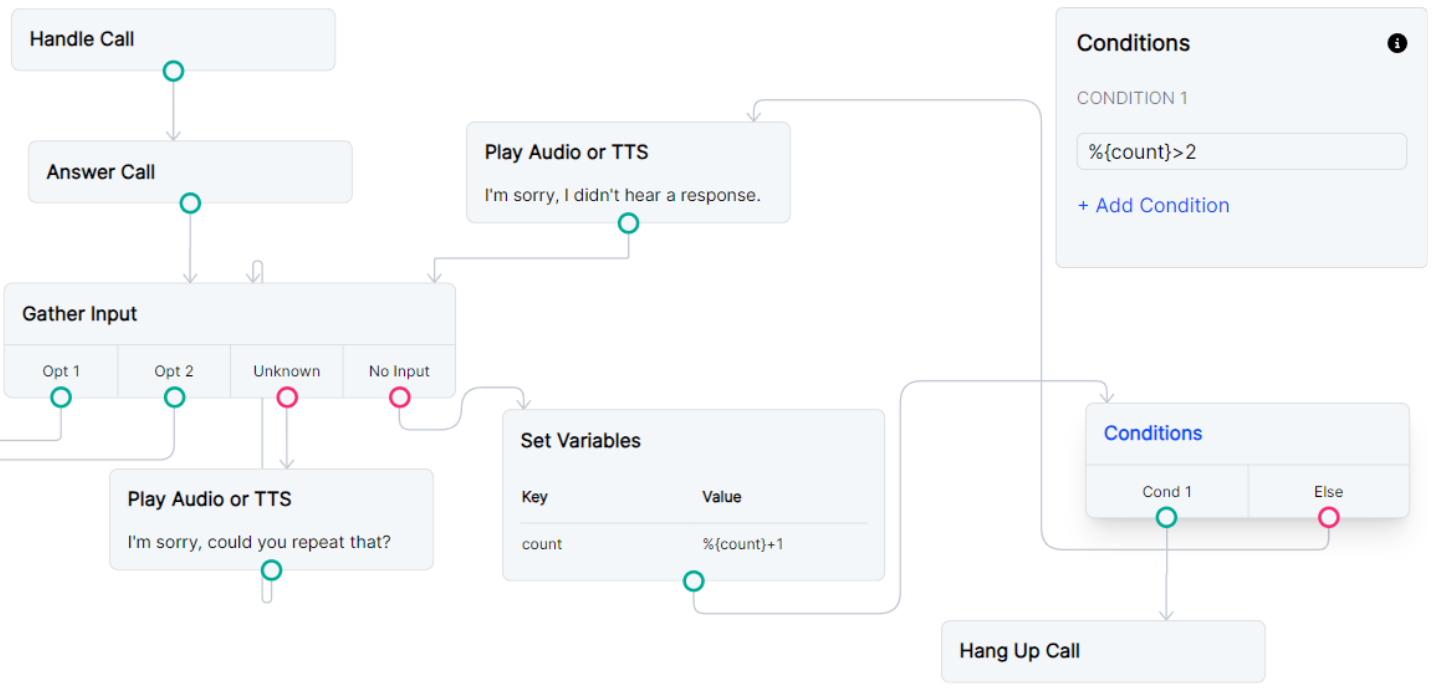 Handle Call
Answer Call
Play Audio or TTS
I'm sorry, I didn't hear a response.
Conditions
CONDITION 1
%{count}>2
+ Add Condition
Gather Input
Opt 1
Opt 2
Unknown
No Input
Play Audio or TTS
I'm sorry, could you repeat that?
Set Variables
Key Value
count %{count}+1
Conditions
Cond 1
Else
Hang Up Call